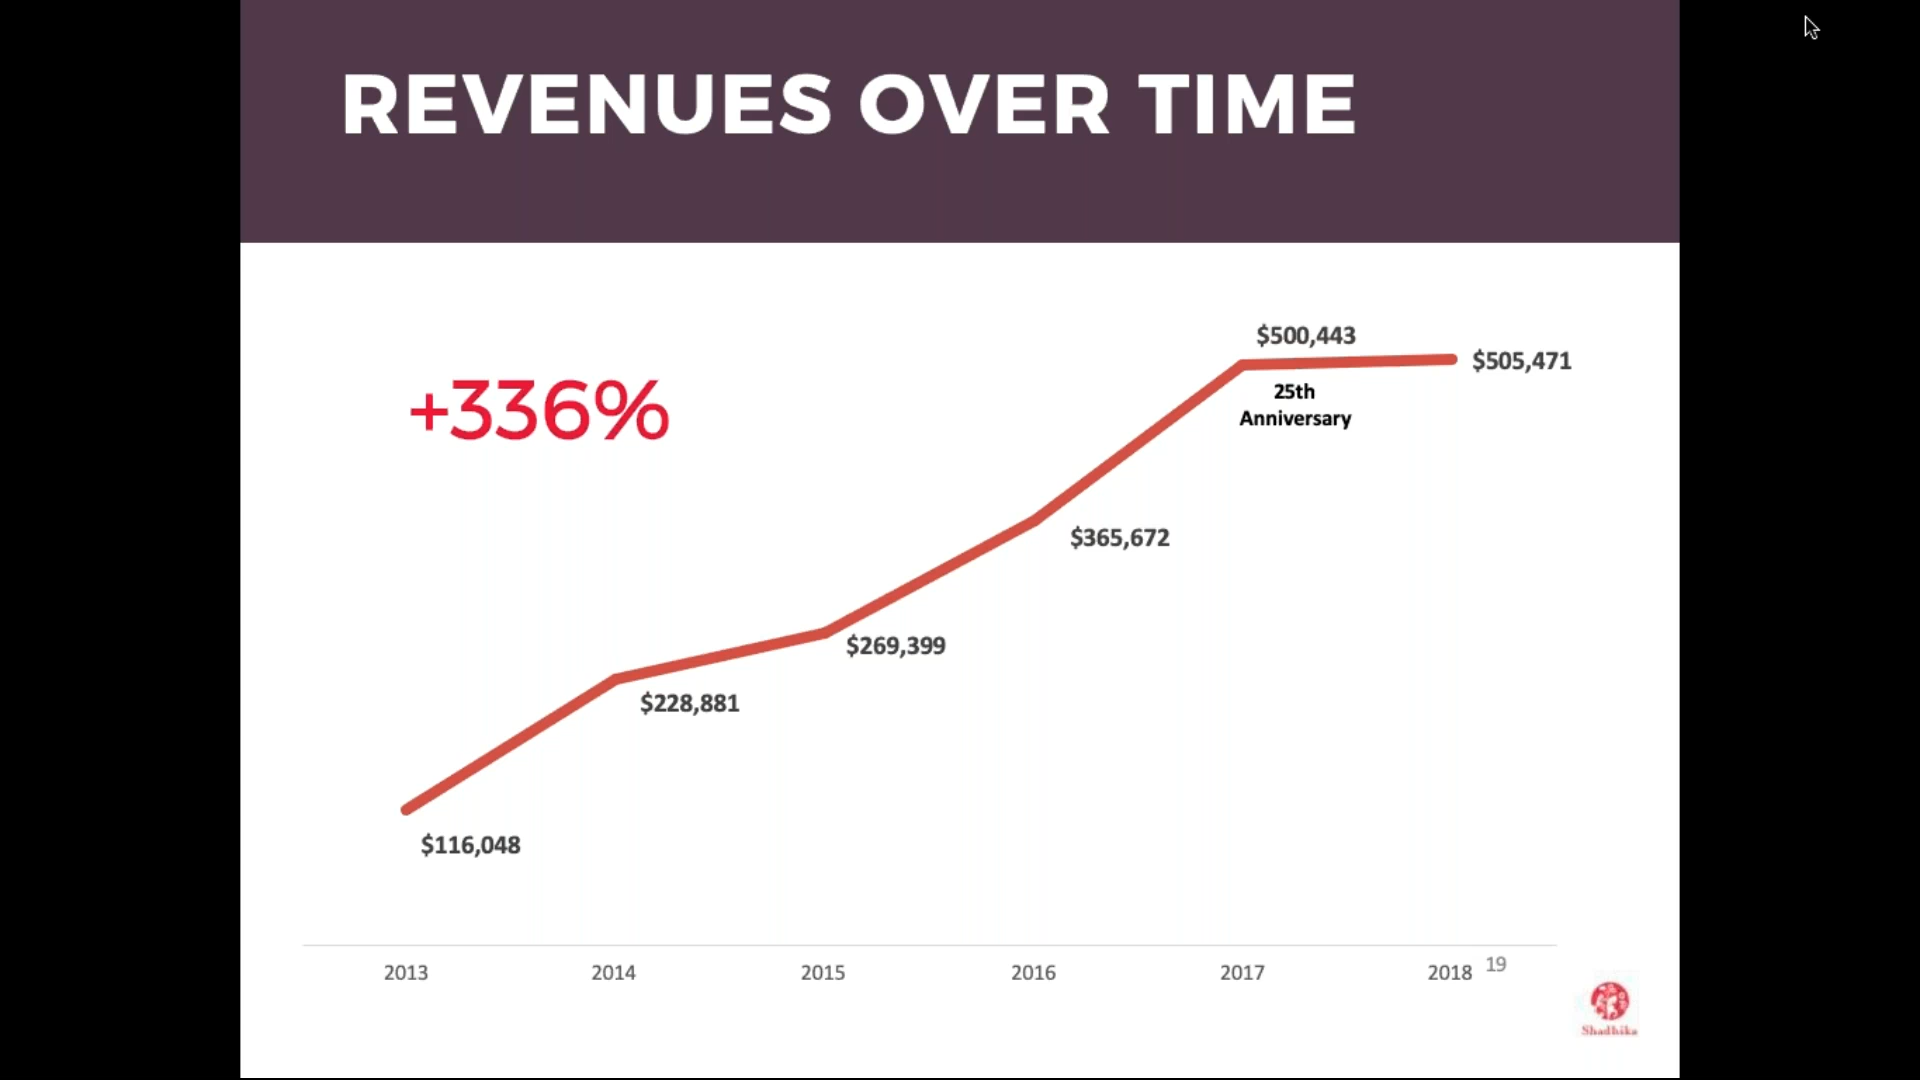 REVENUES OVER TIME
+336%
$500,443
$505,471
25th
Anniversary
$365,672
$269,399
$228,881
$116,048
2013 2014 2015 2016 2017 2018 19
Shadhika